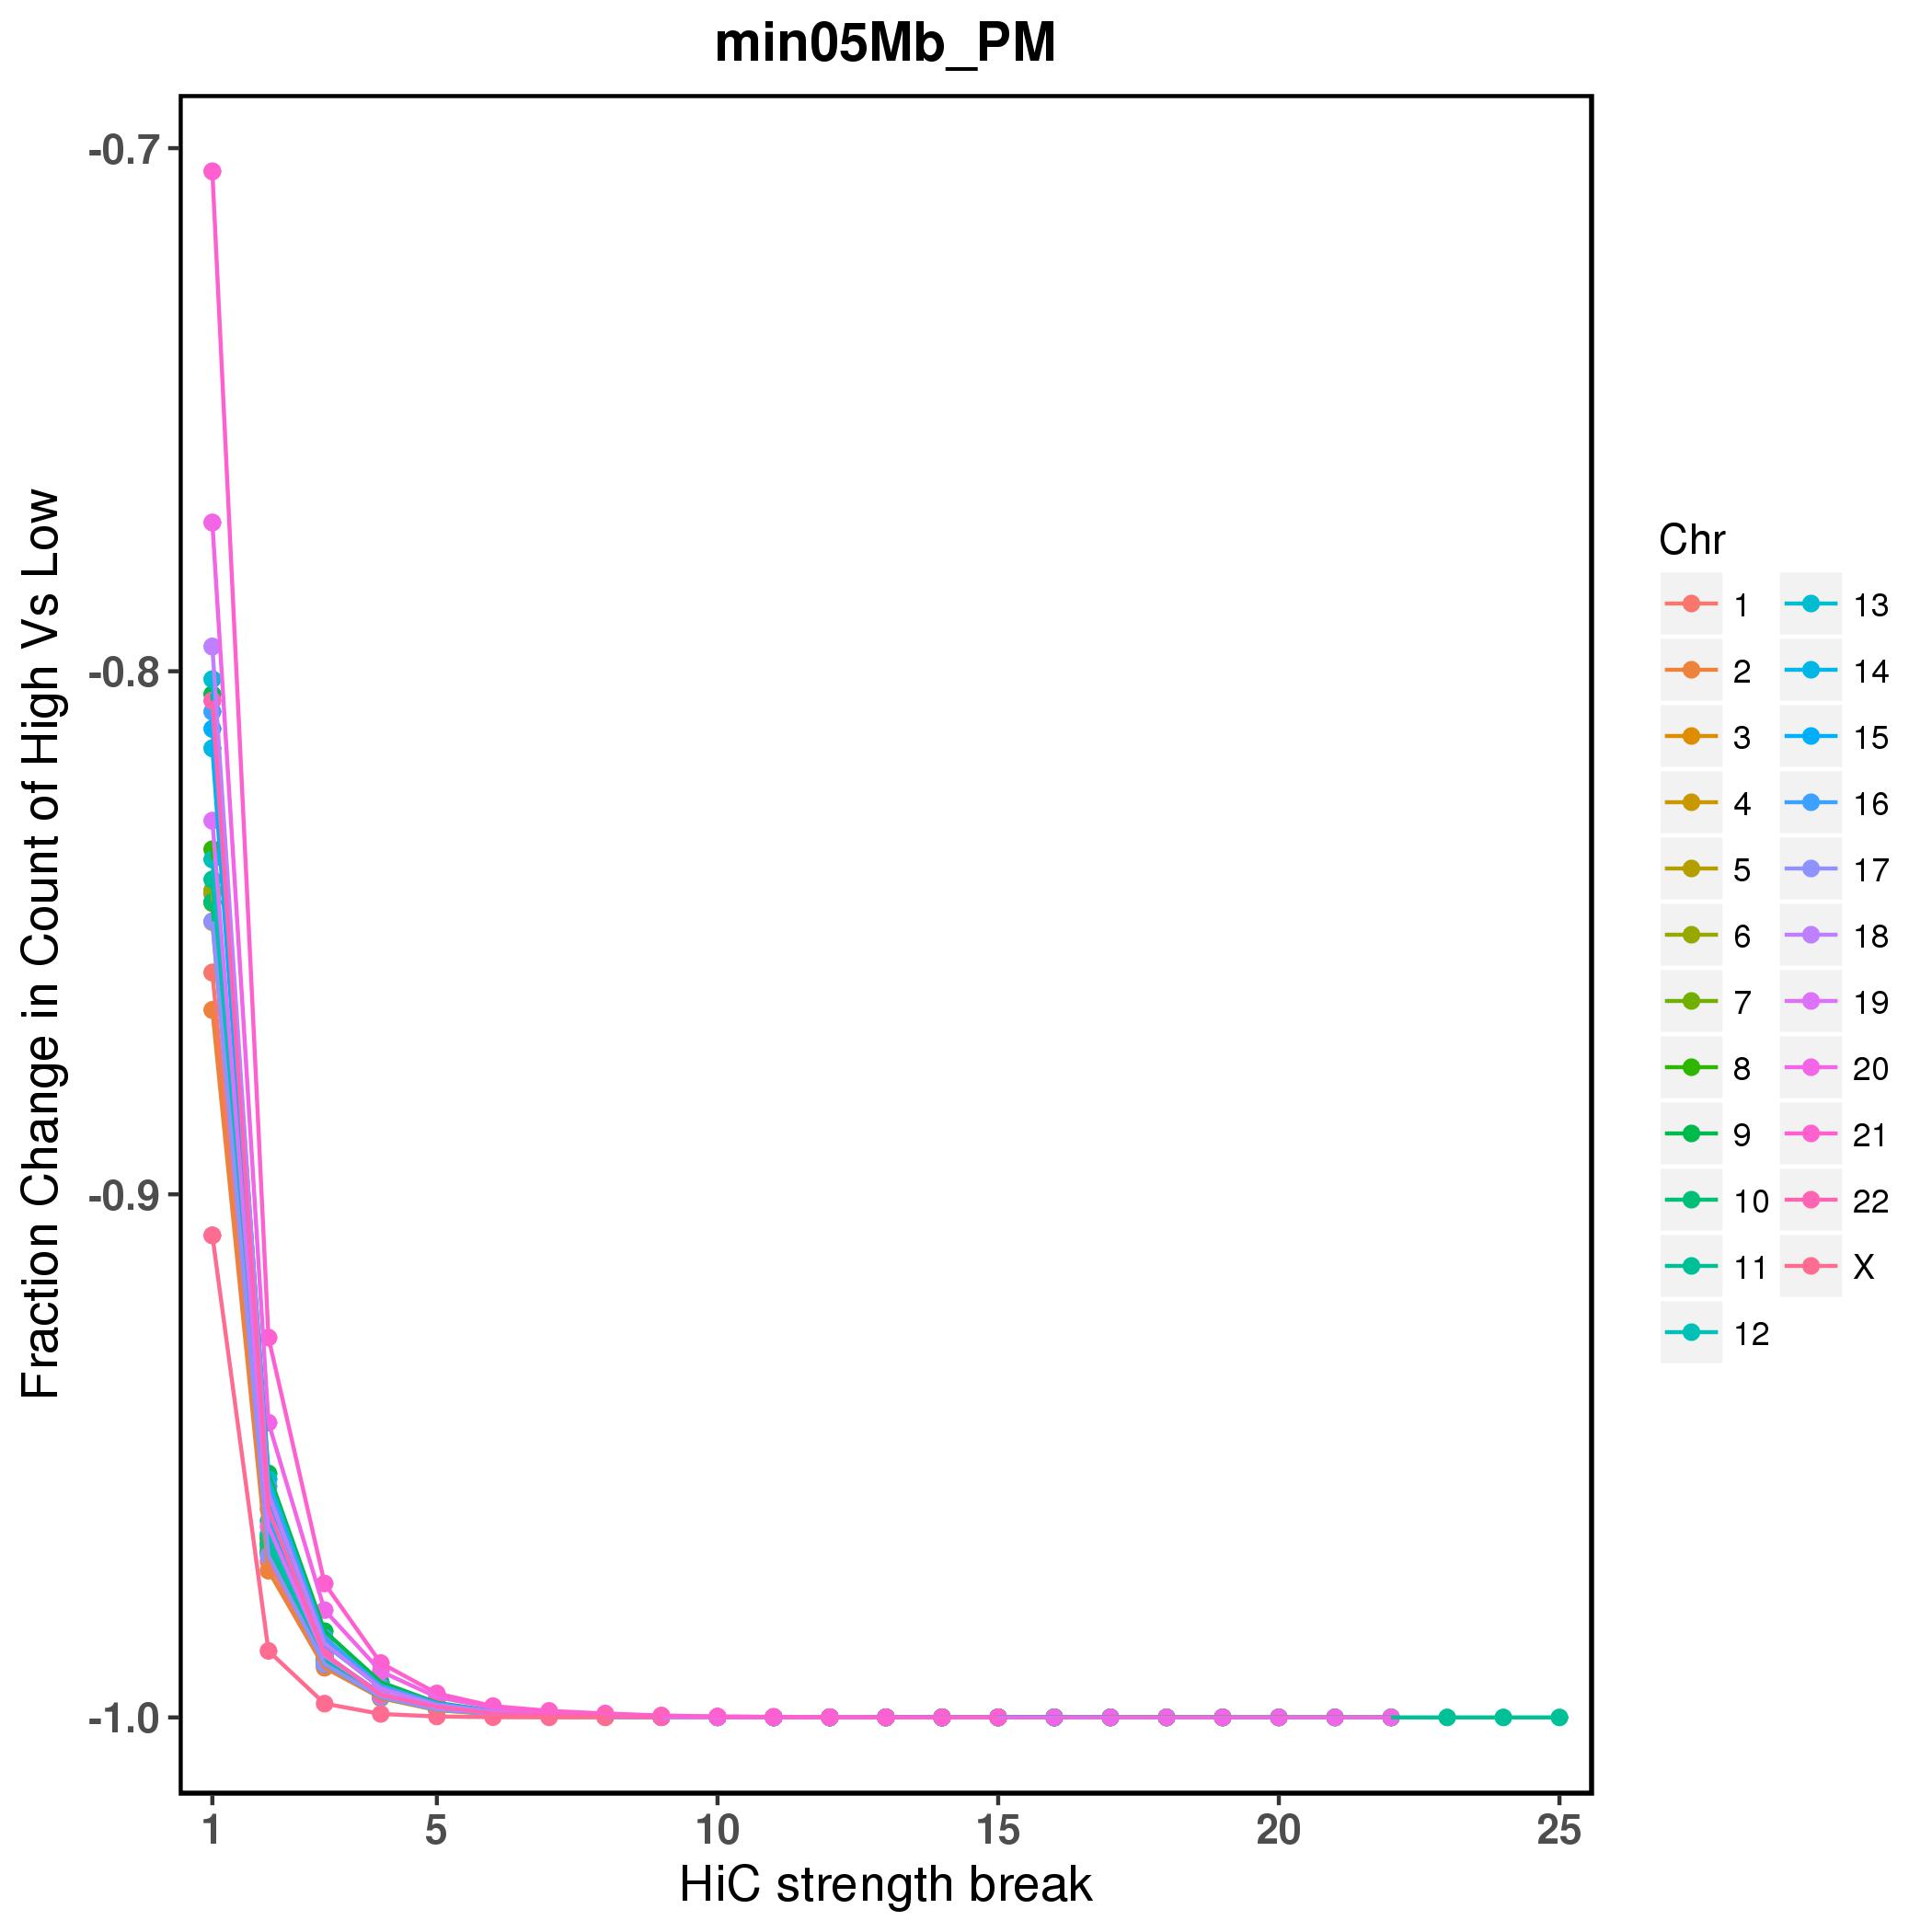 min05Mb_PM
Fraction Change in Count of High Vs Low
-0.7
-0.8
-0.9
-1.0
1 5 10 15 20 25
HiC strength break
Chr
1 13
2 14
3 15
4 16
5 17
6 18
7 19
8 20
9 21
10 22
11 X
12